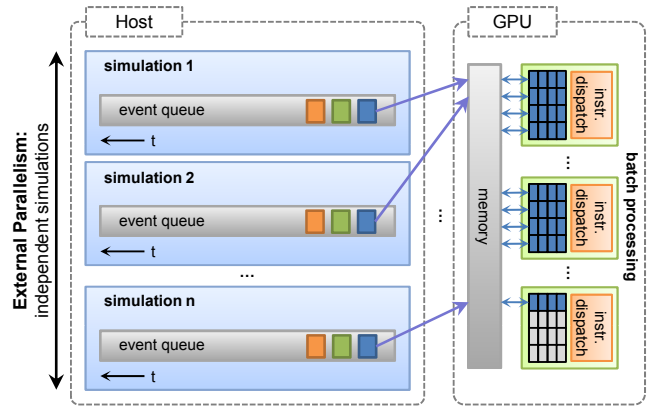 Host
GPU
External Parallelism:
independent simulations
simulation 1
event queue
t
simulation 2
event queue
t
...
simulation n
event queue
t
...
memory
instr.
dispatch
...
instr.
dispatch
...
instr.
dispatch
batch processing